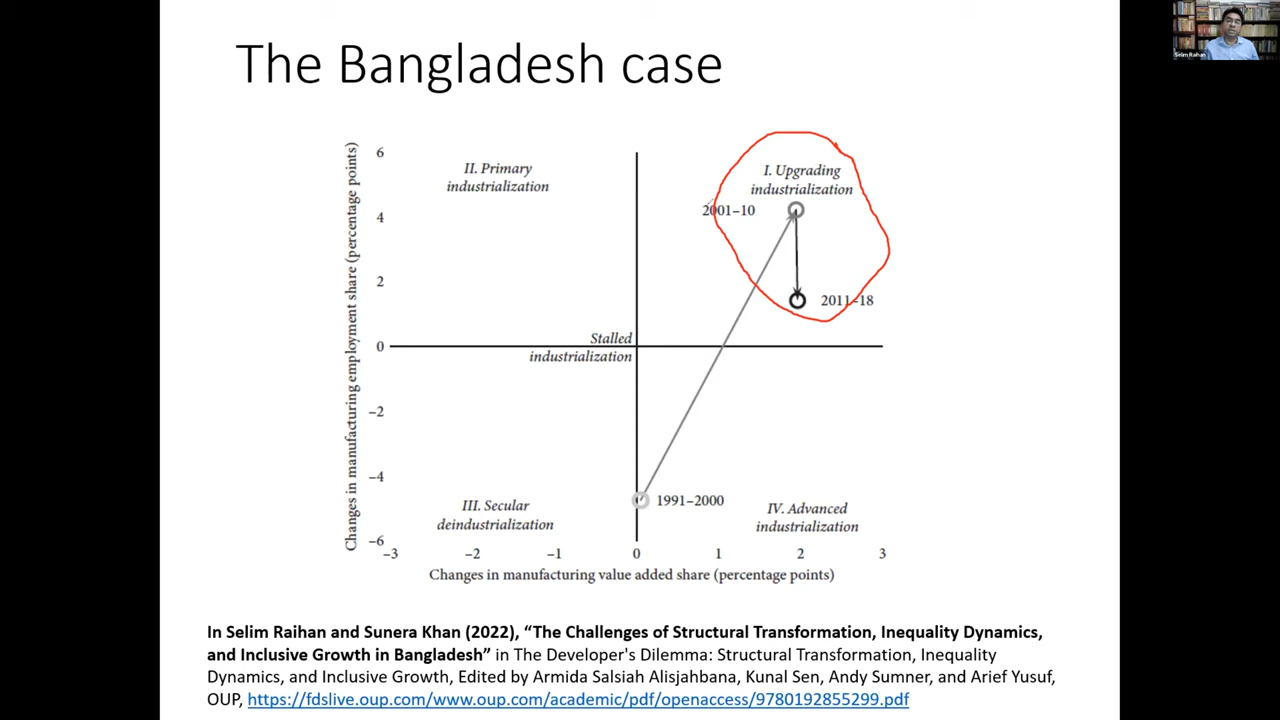 The Bangladesh case
Selim Raihan
Changes in manufacturing employment share (percentage points)
6
4
2
0
−2
−4
−6
II. Primary
industrialization
I. Upgrading
industrialization
2001–10
2011–18
Stalled
industrialization
1991–2000
III. Secular
deindustrialization
IV. Advanced
industrialization
−3 −2 −1 0 1 2 3
Changes in manufacturing value added share (percentage points)
In Selim Raihan and Sunera Khan (2022), “The Challenges of Structural Transformation, Inequality Dynamics,
and Inclusive Growth in Bangladesh” in The Developer's Dilemma: Structural Transformation, Inequality
Dynamics, and Inclusive Growth, Edited by Armida Salsiah Alisjahbana, Kunal Sen, Andy Sumner, and Arief Yusuf,
OUP, https://fdslive.oup.com/www.oup.com/academic/pdf/openaccess/9780192855299.pdf